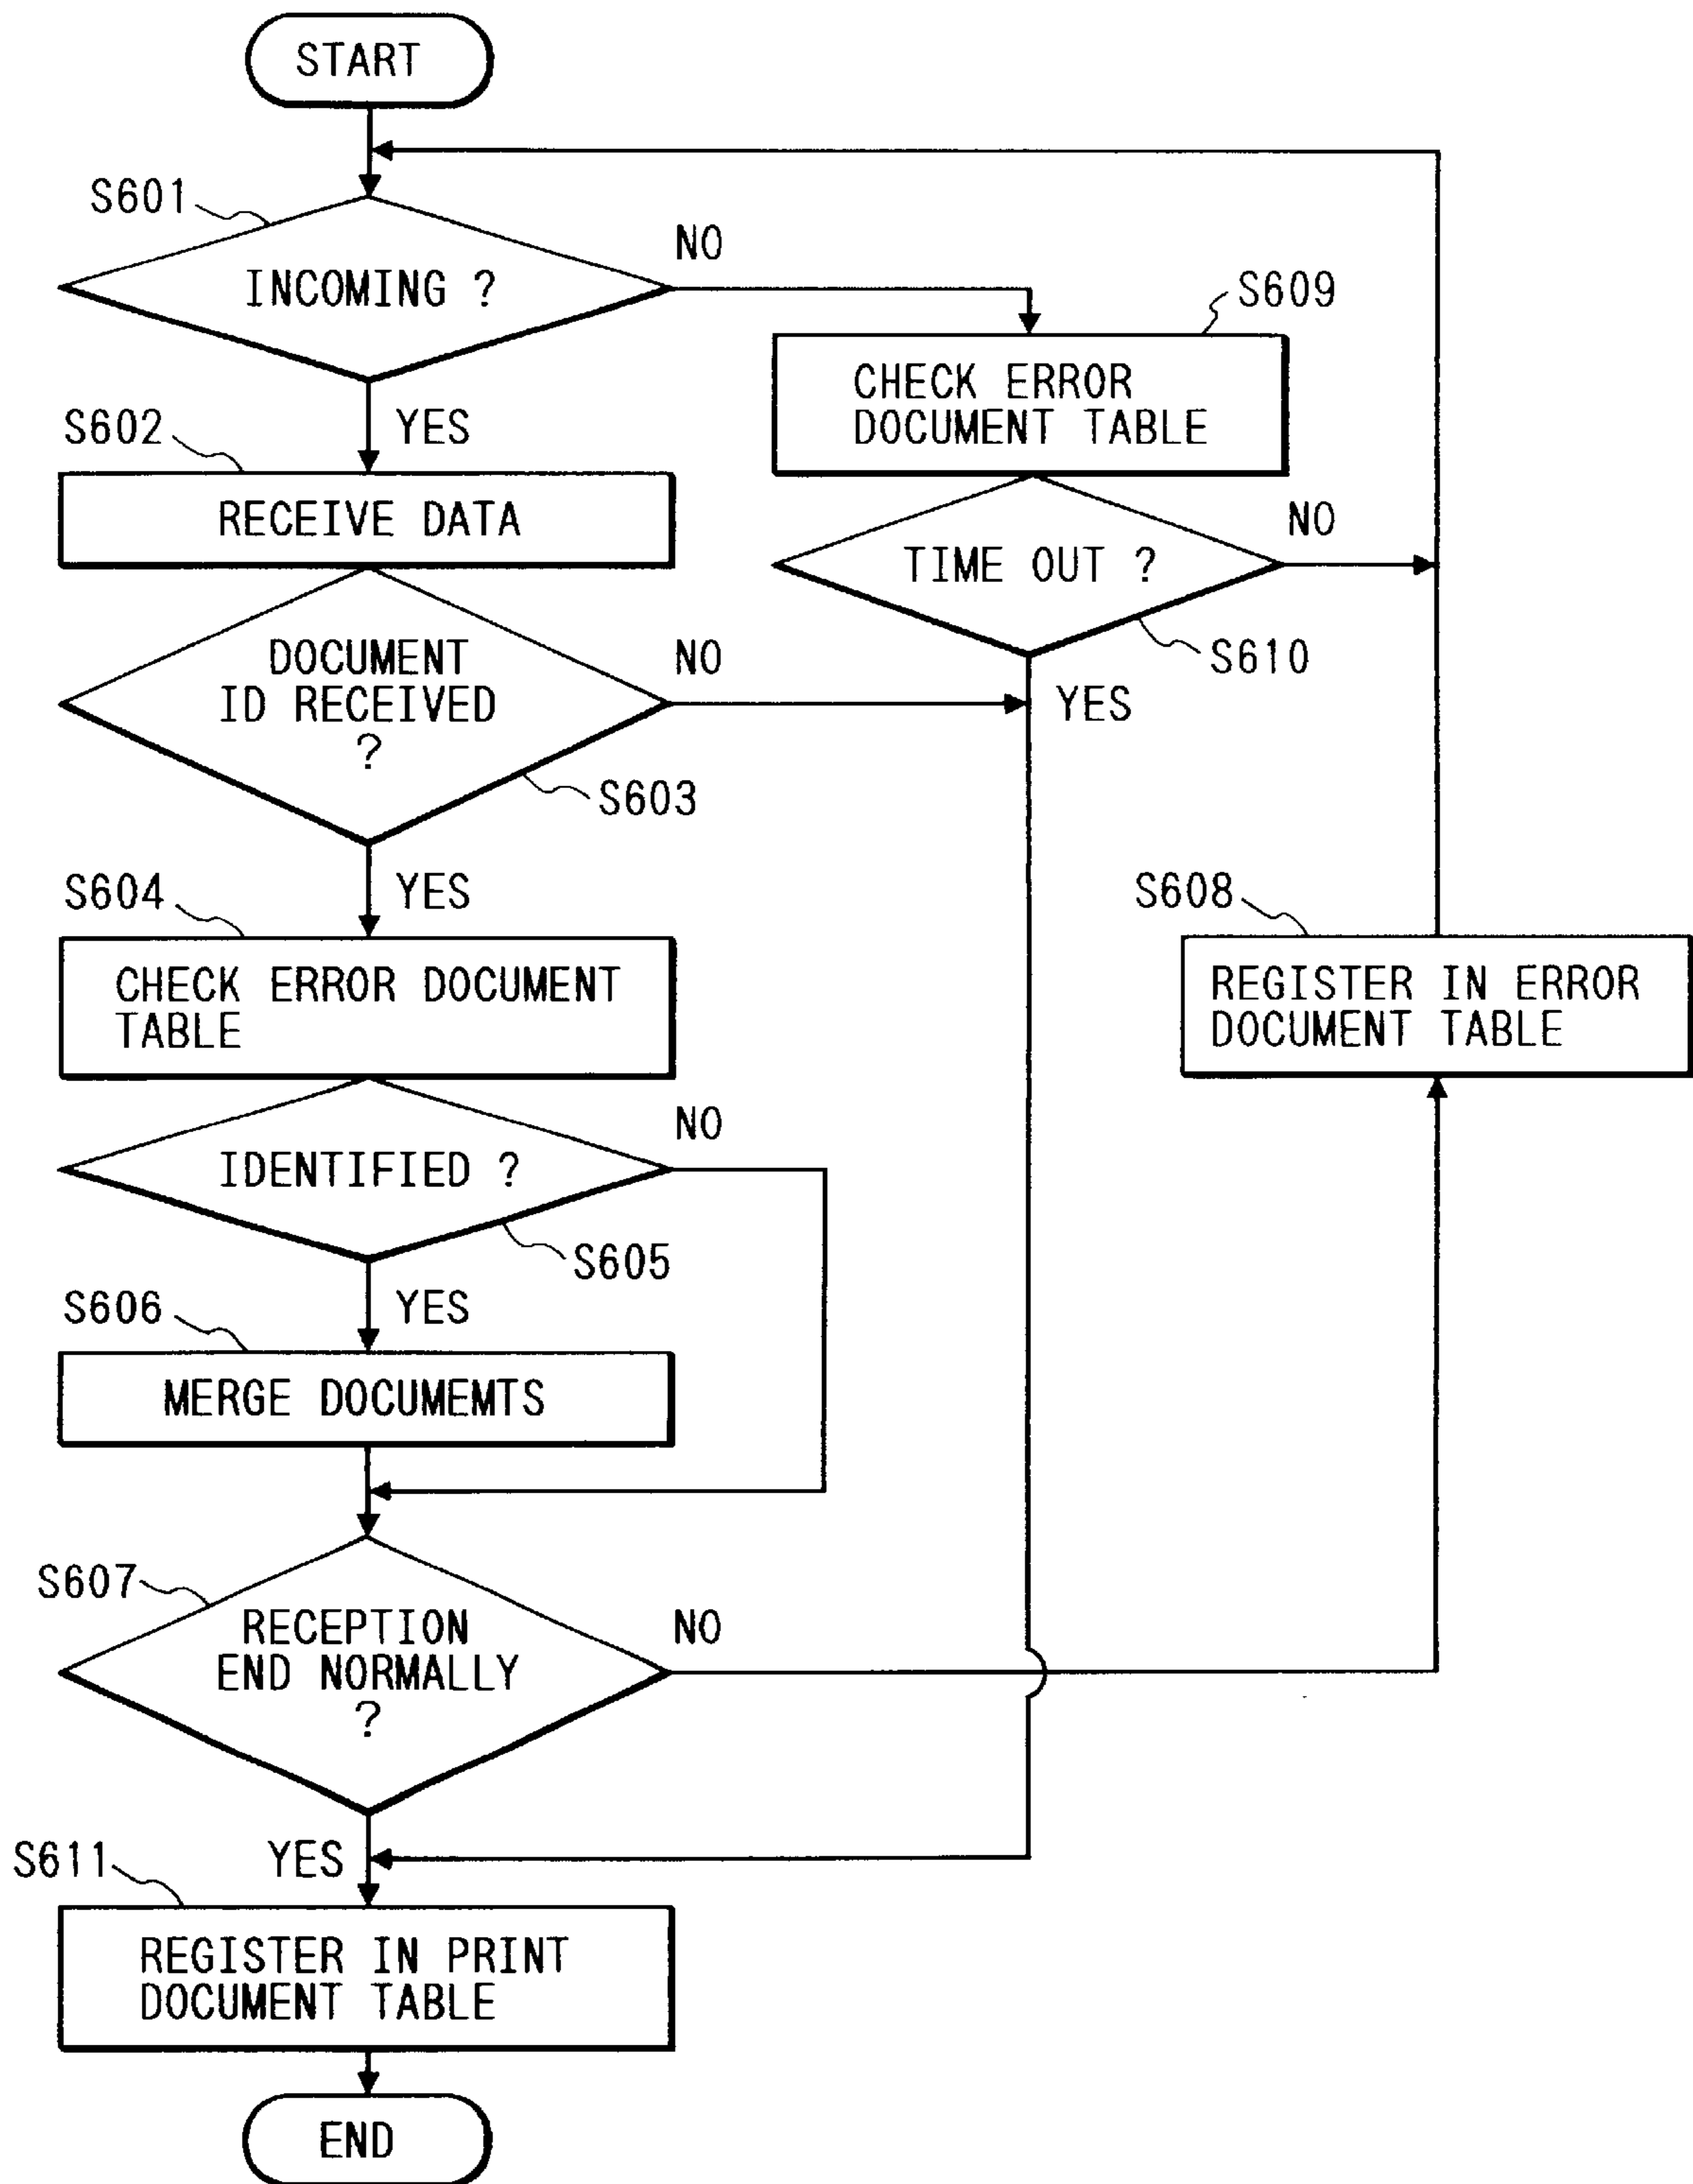 START
S601
INCOMING ?
NO
S609
CHECK ERROR
DOCUMENT TABLE
S602
YES
RECEIVE DATA
TIME OUT ?
NO
S610
YES
DOCUMENT
ID RECEIVED
?
NO
S603
S604
YES
CHECK ERROR DOCUMENT
TABLE
S608
REGISTER IN ERROR
DOCUMENT TABLE
IDENTIFIED ?
NO
S605
S606
YES
MERGE DOCUMEMTS
S607
RECEPTION
END NORMALLY
?
NO
S611
YES
REGISTER IN PRINT
DOCUMENT TABLE
END